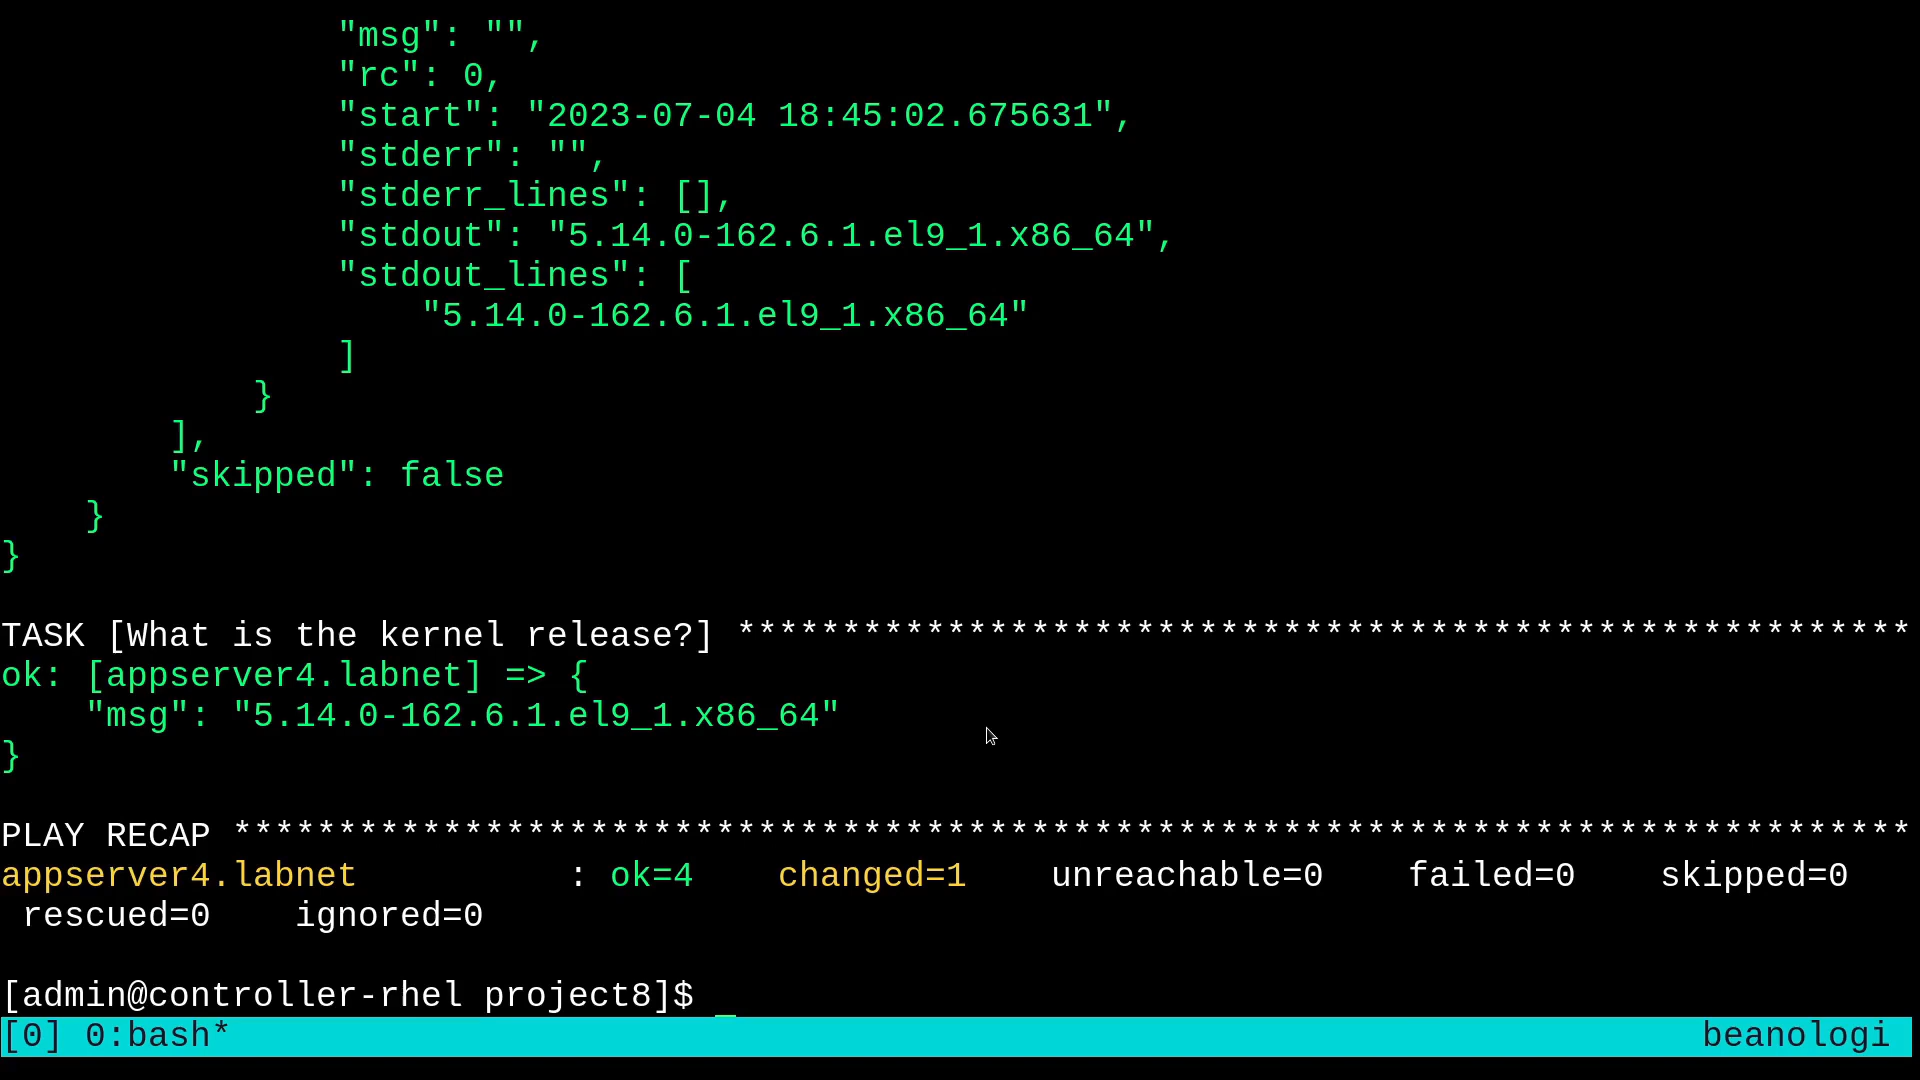 "msg": "",
"rc": 0,
"start": "2023-07-04 18:45:02.675631",
"stderr": "",
"stderr_lines": [],
"stdout": "5.14.0-162.6.1.el9_1.x86_64",
"stdout_lines": [
"5.14.0-162.6.1.el9_1.x86_64"
]
}
],
"skipped": false
}
}
TASK [What is the kernel release?] ********************************************************
ok: [appserver4.labnet] => {
"msg": "5.14.0-162.6.1.el9_1.x86_64"
}
PLAY RECAP ********************************************************************************
appserver4.labnet : ok=4 changed=1 unreachable=0 failed=0 skipped=0
rescued=0 ignored=0
[admin@controller-rhel project8]$
[0] 0:bash* beanologi